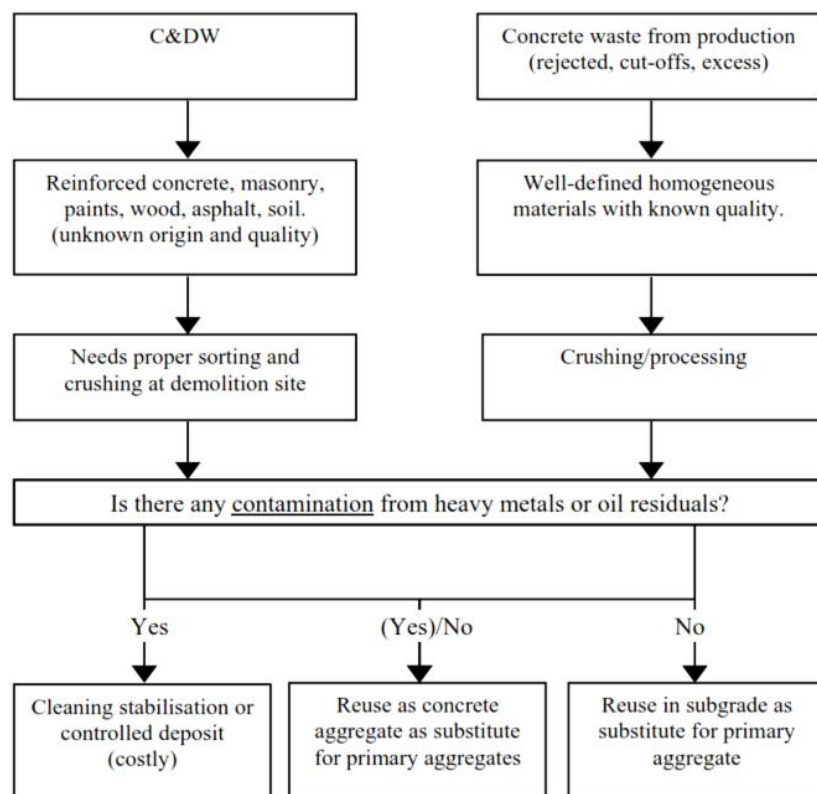 C&DW
Concrete waste from production
(rejected, cut-offs, excess)
Reinforced concrete, masonry,
paints, wood, asphalt, soil.
(unknown origin and quality)
Well-defined homogeneous
materials with known quality.
Needs proper sorting and
crushing at demolition site
Crushing/processing
Is there any contamination from heavy metals or oil residuals?
Yes
(Yes)/No
No
Cleaning stabilisation or
controlled deposit
(costly)
Reuse as concrete
aggregate as substitute
for primary aggregates
Reuse in subgrade as
substitute for primary
aggregate